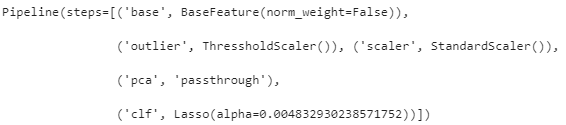 Pipeline(steps=[('base', BaseFeature(norm_weight=False)),
('outlier', ThressholdScaler()), ('scaler', StandardScaler()),
('pca', 'passthrough'),
('clf', Lasso(alpha=0.004832930238571752))])